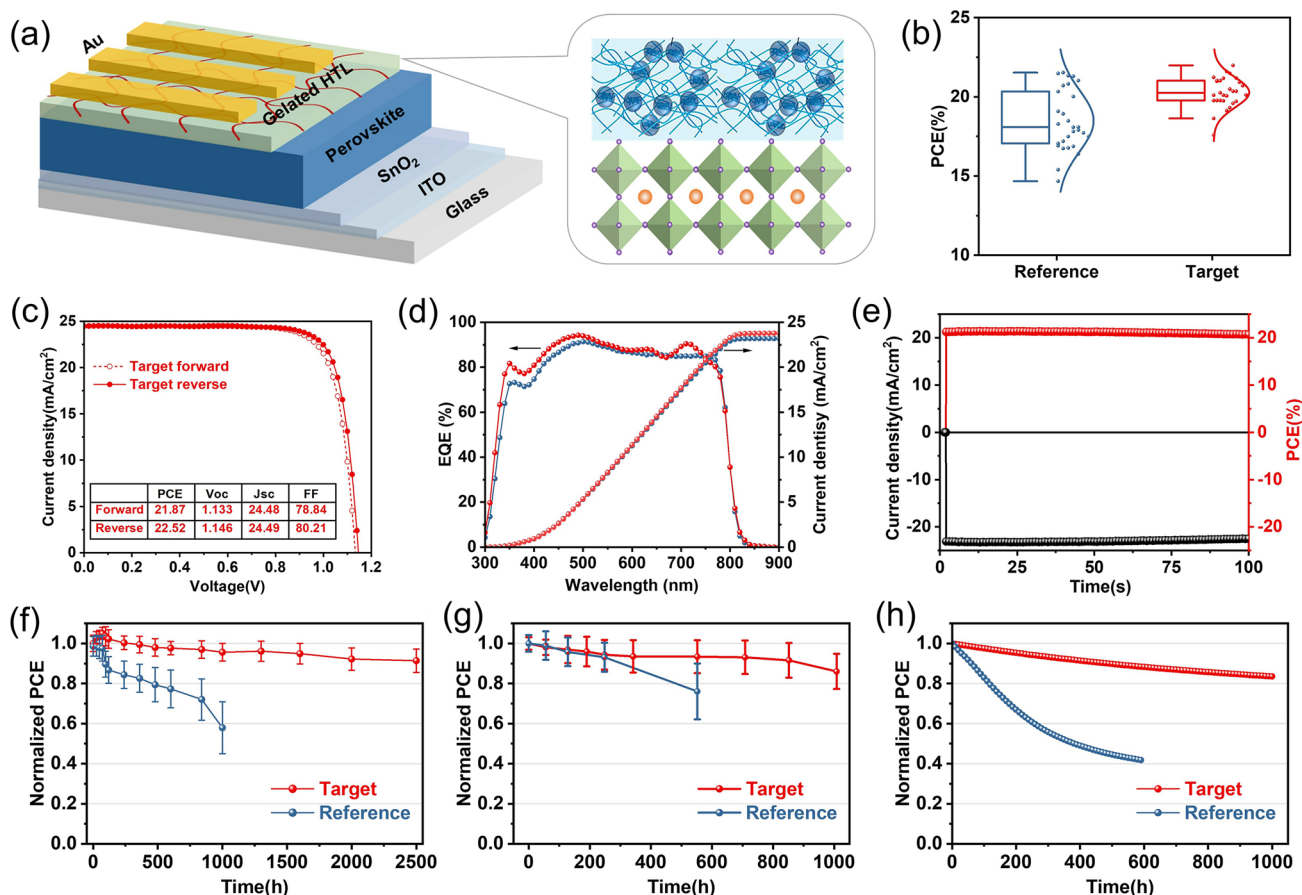 (a)
Au
Gelated HTL
Perovskite
SnO₂
ITO
Glass
(b)
PCE(%)
25
20
15
10
Reference
Target
(c)
Current density(mA/cm²)
25
20
15
10
5
0
Target forward
Target reverse
PCE Voc Jsc FF
Forward 21.87 1.133 24.48 78.84
Reverse 22.52 1.146 24.49 80.21
0.0 0.2 0.4 0.6 0.8 1.0 1.2
Voltage(V)
(d)
EQE (%)
100
80
60
40
20
0
25
20
15
10
5
0
Current dentisy (mA/cm²)
300 400 500 600 700 800 900
Wavelength (nm)
(e)
Current density(mA/cm²)
20
10
0
-10
-20
20
10
0
-10
-20
PCE(%)
0 25 50 75 100
Time(s)
(f)
Normalized PCE
1.0
0.8
0.6
0.4
0.2
0.0
Target
Reference
0 500 1000 1500 2000 2500
Time(h)
(g)
Normalized PCE
1.0
0.8
0.6
0.4
0.2
0.0
Target
Reference
0 200 400 600 800 1000
Time(h)
(h)
Normalized PCE
1.0
0.8
0.6
0.4
0.2
0.0
Target
Reference
0 200 400 600 800 1000
Time(h)